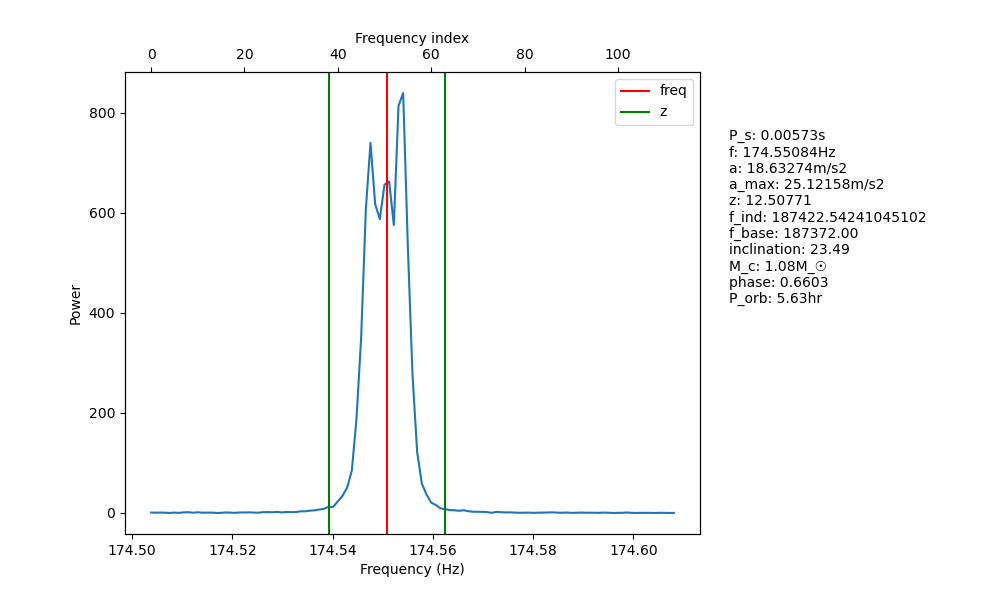 Frequency index
0 20 40 60 80 100
freq
z
800
600
400
200
0
Power
174.50 174.52 174.54 174.56 174.58 174.60
Frequency (Hz)
P_s: 0.00573s
f: 174.55084Hz
a: 18.63274m/s2
a_max: 25.12158m/s2
z: 12.50771
f_ind: 187422.54241045102
f_base: 187372.00
inclination: 23.49
M_c: 1.08M_☉
phase: 0.6603
P_orb: 5.63hr